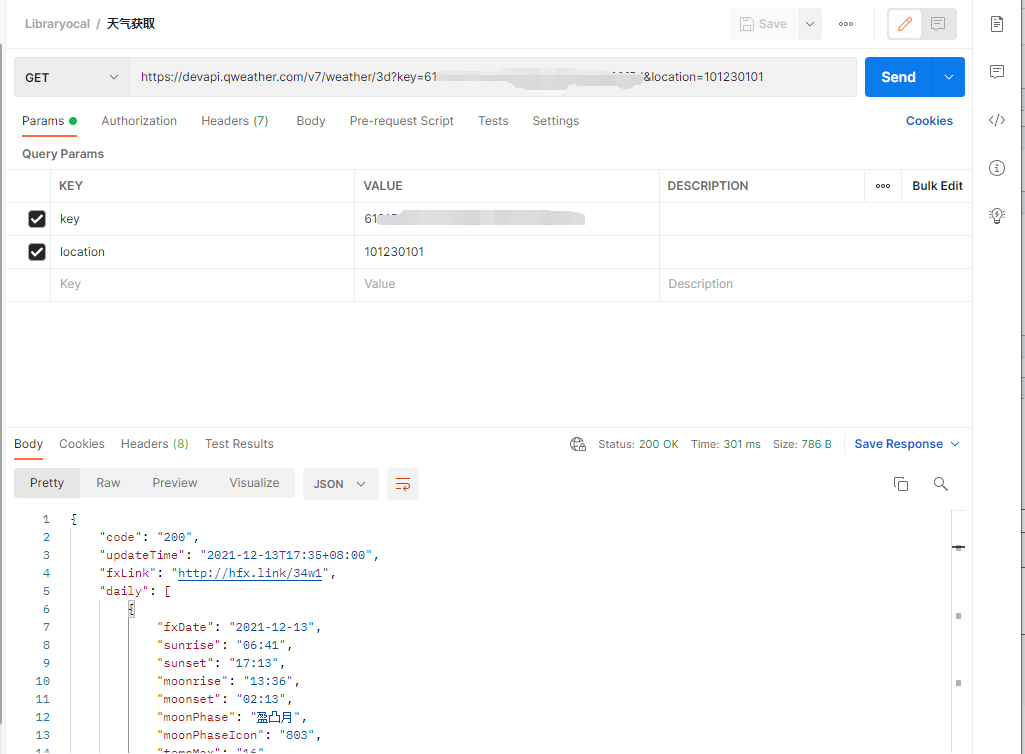 Libraryocal / 天气获取
Save
GET https://devapi.qweather.com/v7/weather/3d?key=61 &location=101230101 Send
Params Authorization Headers (7) Body Pre-request Script Tests Settings Cookies
Query Params
KEY VALUE DESCRIPTION Bulk Edit
key 61
location 101230101
Key Value Description
Body Cookies Headers (8) Test Results Status: 200 OK Time: 301 ms Size: 786 B Save Response
Pretty Raw Preview Visualize JSON
1 {
2 "code": "200",
3 "updateTime": "2021-12-13T17:35+08:00",
4 "fxLink": "http://hfx.link/34w1",
5 "daily": [
6 {
7 "fxDate": "2021-12-13",
8 "sunrise": "06:41",
9 "sunset": "17:13",
10 "moonrise": "13:36",
11 "moonset": "02:13",
12 "moonPhase": "盈凸月",
13 "moonPhaseIcon": "803",
14 "tempMax": "16"